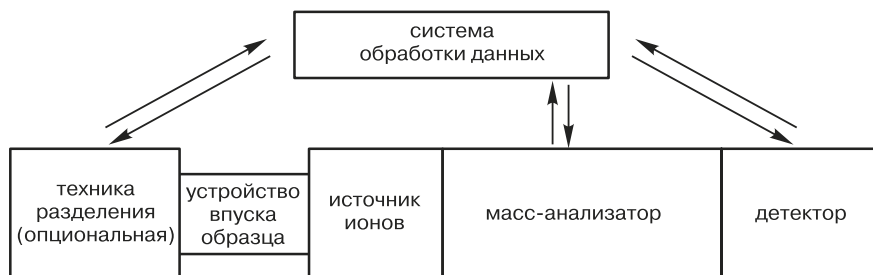 система
обработки данных
техника
разделения
(опциональная)
устройство
впуска
образца
источник
ионов
масс-анализатор
детектор